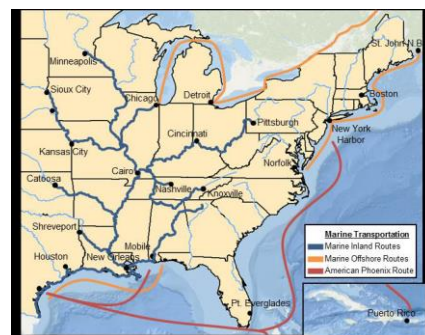 Minneapolis
St. John N.B.
Sioux City
Boston
Chicago
Detroit
Pittsburgh
New York
Harbor
Cincinnati
Kansas City
Norfolk
Cairo
Catoosa
Nashville
Knoxville
Shreveport
Mobile
Houston
New Orleans
Marine Transportation
Marine Inland Routes
Marine Offshore Routes
American Phoenix Route
Pt. Everglades
Puerto Rico